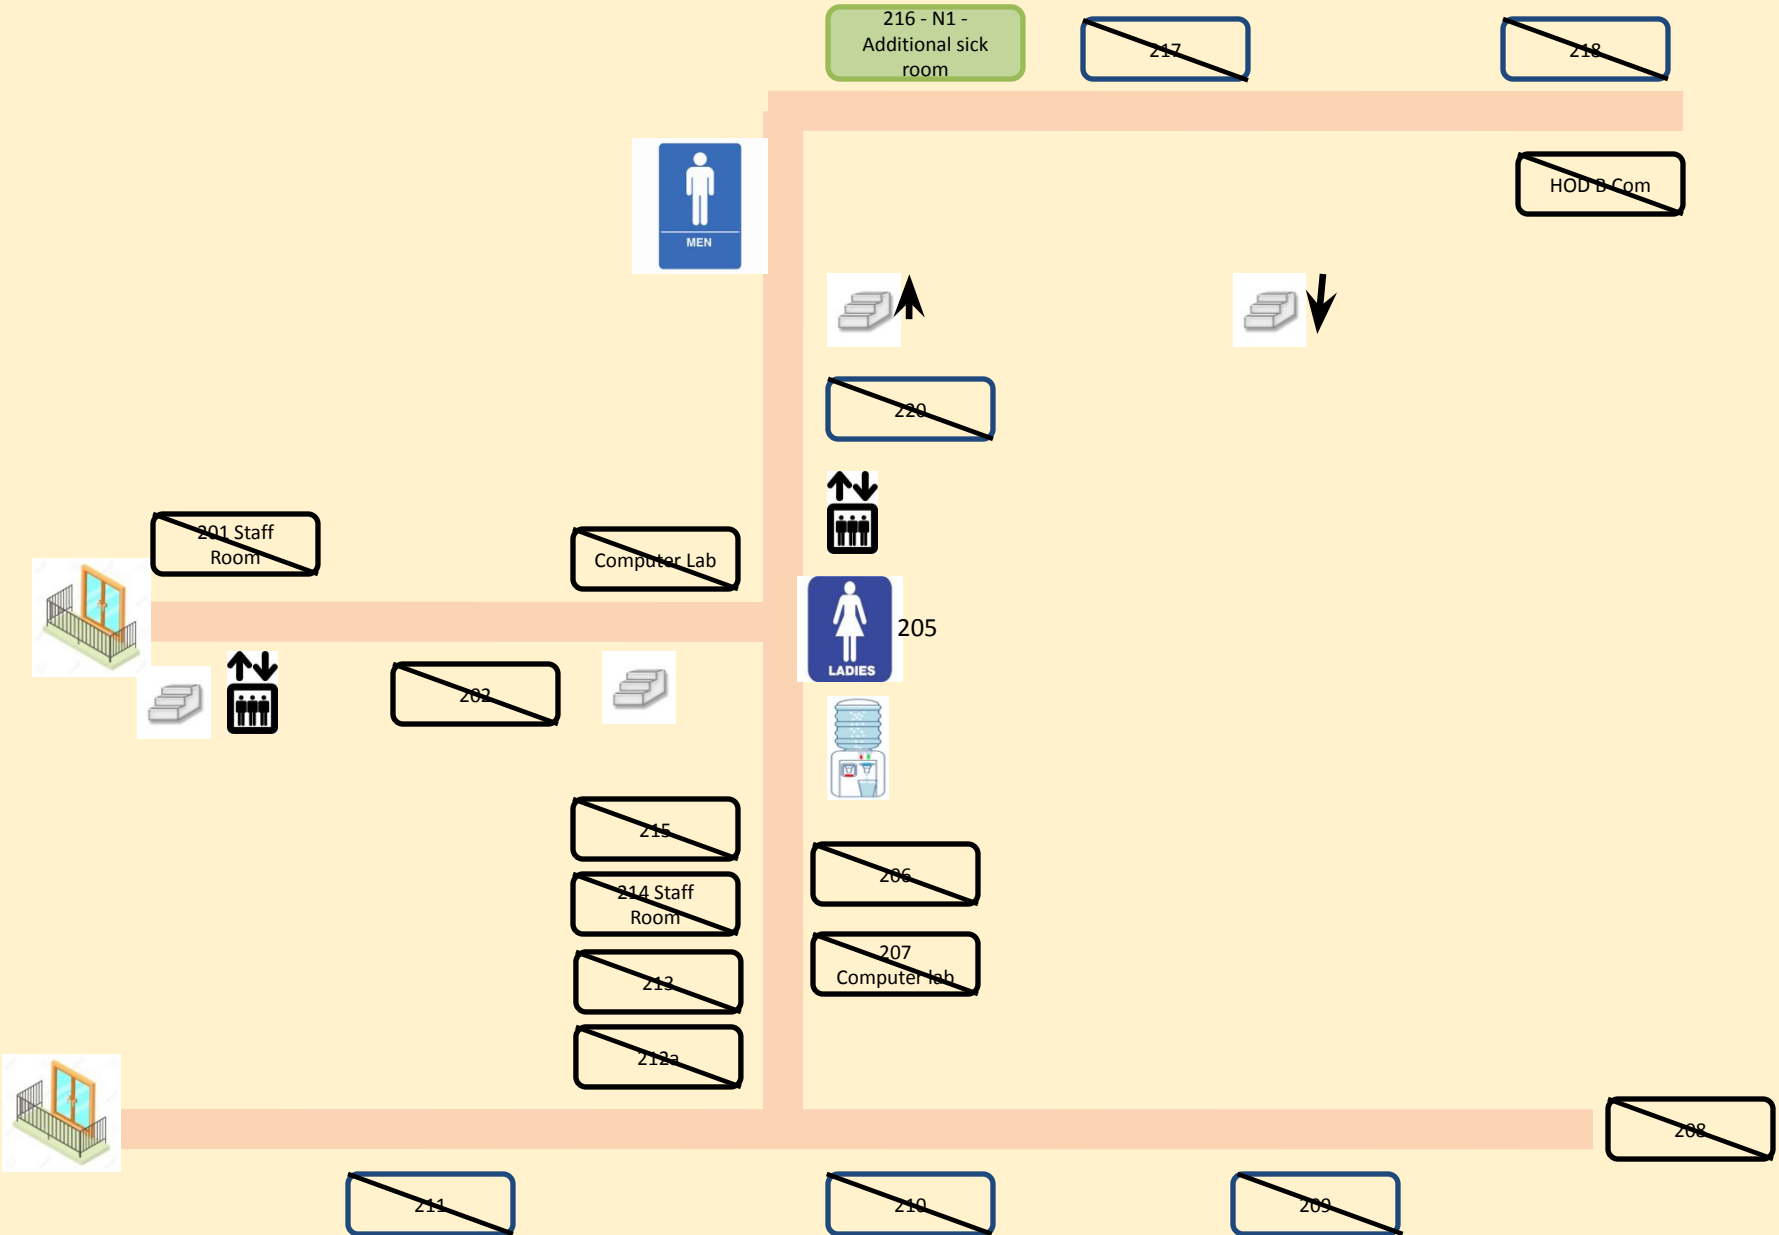 216 - N1 -
Additional sick
room
217
218
MEN
HOD B Com
220
201 Staff
Room
Computer Lab
LADIES
205
202
215
206
214 Staff
Room
207
Computer lab
213
212a
208
211
210
209